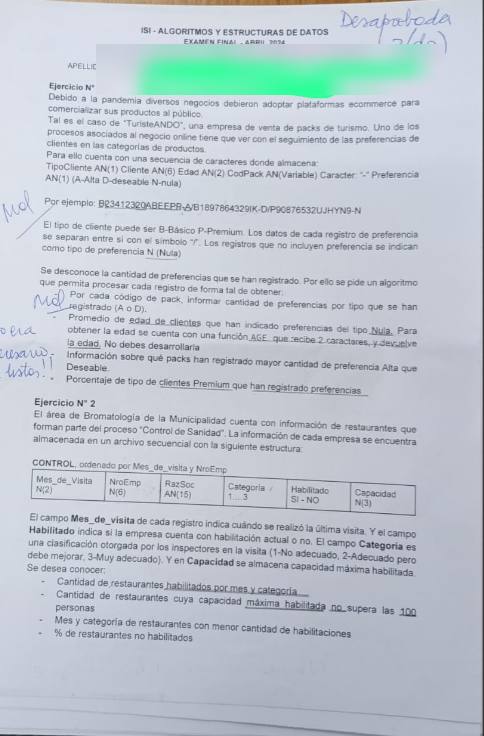 Desaprobada
ISI - ALGORITMOS Y ESTRUCTURAS DE DATOS
EXAMEN FINAL - ABRIL 2024
APELLID
Ejercicio N°
Debido a la pandemia diversos negocios debieron adoptar plataformas ecommerce para
comercializar sus productos al público.
Tal es el caso de "TuristeANDO", una empresa de venta de packs de turismo. Uno de los
procesos asociados al negocio online tiene que ver con el seguimiento de las preferencias de
clientes en las categorías de productos.
Para ello cuenta con una secuencia de caracteres donde almacena:
TipoCliente AN(1) Cliente AN(6) Edad AN(2) CodPack AN(Variable) Caracter: "-" Preferencia
AN(1) (A-Alta D-deseable N-nula)
Mal
Por ejemplo: B23412320ABEEPR-A/B1897864329IK-D/P90876532UJHYN9-N
El tipo de cliente puede ser B-Básico P-Premium. Los datos de cada registro de preferencia
se separan entre si con el símbolo "/". Los registros que no incluyen preferencia se indican
como tipo de preferencia N (Nula)
Se desconoce la cantidad de preferencias que se han registrado. Por ello se pide un algoritmo
que permita procesar cada registro de forma tal de obtener:
Mal
Por cada código de pack, informar cantidad de preferencias por tipo que se han
registrado (A o D).
Promedio de edad de clientes que han indicado preferencias del tipo Nula. Para
obtener la edad se cuenta con una función AGE, que recibe 2 caracteres, y devuelve
la edad. No debes desarrollarla
listas!!
- Información sobre qué packs han registrado mayor cantidad de preferencia Alta que
Deseable.
- Porcentaje de tipo de clientes Premium que han registrado preferencias
Ejercicio N° 2
El área de Bromatología de la Municipalidad cuenta con información de restaurantes que
forman parte del proceso "Control de Sanidad". La información de cada empresa se encuentra
almacenada en un archivo secuencial con la siguiente estructura:
CONTROL, ordenado por Mes_de_visita y NroEmp
Mes_de_Visita NroEmp RazSoc Categoria Habilitado Capacidad
N(2) N(6) AN(15) 1....3 SI - NO N(3)
El campo Mes_de_visita de cada registro indica cuándo se realizó la última visita. Y el campo
Habilitado indica si la empresa cuenta con habilitación actual o no. El campo Categoria es
una clasificación otorgada por los inspectores en la visita (1-No adecuado, 2-Adecuado pero
debe mejorar, 3-Muy adecuado). Y en Capacidad se almacena capacidad máxima habilitada.
Se desea conocer:
- Cantidad de restaurantes habilitados por mes y categoría
- Cantidad de restaurantes cuya capacidad máxima habilitada no supera las 100
personas
- Mes y categoría de restaurantes con menor cantidad de habilitaciones
- % de restaurantes no habilitados